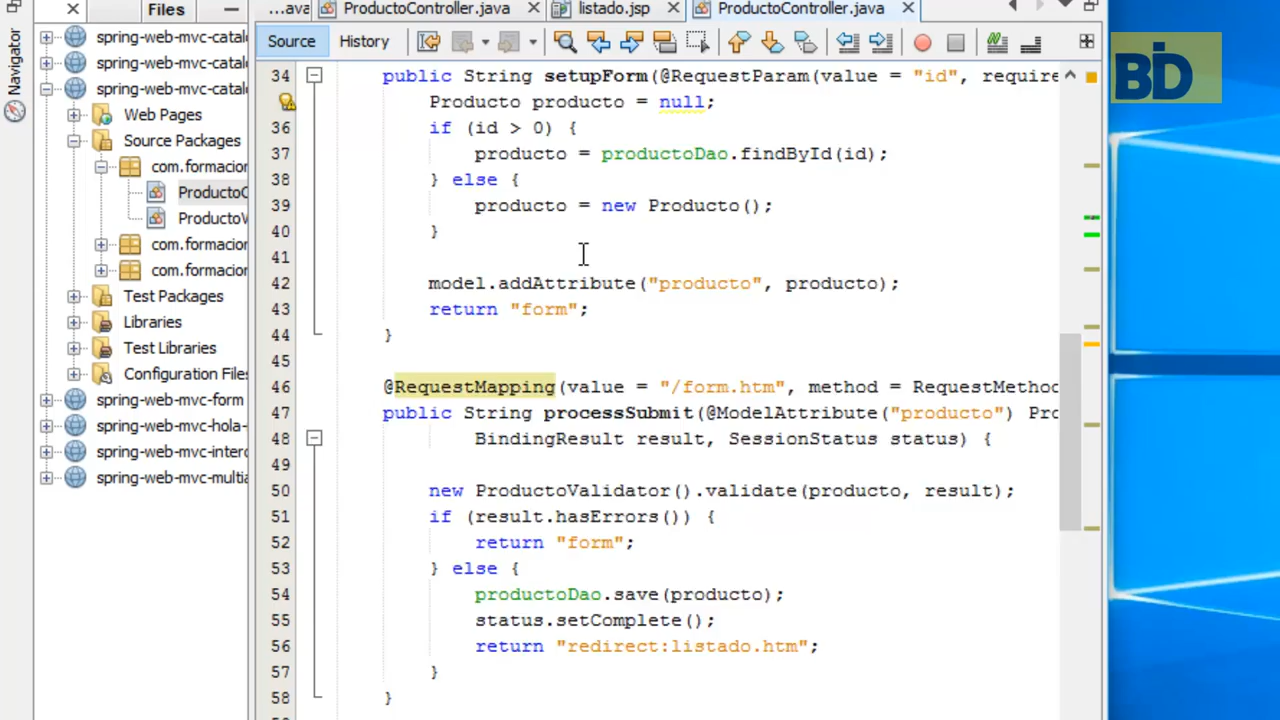 Files
...ava
ProductoController.java
listado.jsp
ProductoController.java
Navigator
Source
History
BD
spring-web-mvc-catal
spring-web-mvc-catal
spring-web-mvc-catal
Web Pages
Source Packages
com.formacion
ProductoC
ProductoV
com.formacion
com.formacion
Test Packages
Libraries
Test Libraries
Configuration Files
spring-web-mvc-form
spring-web-mvc-hola-
spring-web-mvc-interc
spring-web-mvc-multia
34 public String setupForm(@RequestParam(value = "id", require
Producto producto = null;
36 if (id > 0) {
37 producto = productoDao.findById(id);
38 } else {
39 producto = new Producto();
40 }
41
42 model.addAttribute("producto", producto);
43 return "form";
44 }
45
46 @RequestMapping(value = "/form.htm", method = RequestMethod
47 public String processSubmit(@ModelAttribute("producto") Pro
48 BindingResult result, SessionStatus status) {
49
50 new ProductoValidator().validate(producto, result);
51 if (result.hasErrors()) {
52 return "form";
53 } else {
54 productoDao.save(producto);
55 status.setComplete();
56 return "redirect:listado.htm";
57 }
58 }